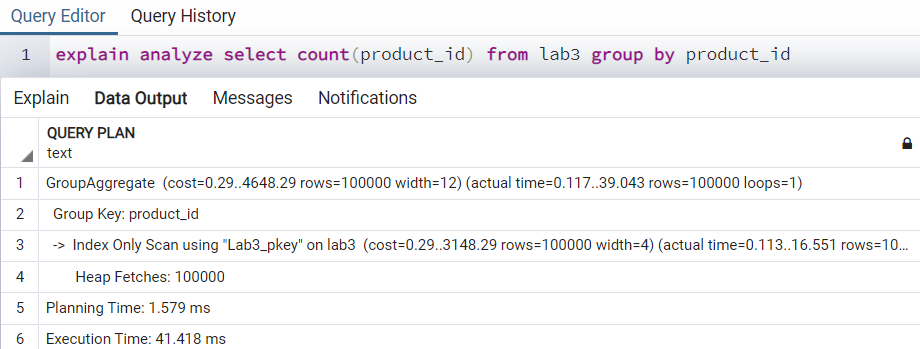 Query Editor Query History
1 explain analyze select count(product_id) from lab3 group by product_id
Explain Data Output Messages Notifications
QUERY PLAN
text
1 GroupAggregate (cost=0.29..4648.29 rows=100000 width=12) (actual time=0.117..39.043 rows=100000 loops=1)
2 Group Key: product_id
3 -> Index Only Scan using "Lab3_pkey" on lab3 (cost=0.29..3148.29 rows=100000 width=4) (actual time=0.113..16.551 rows=10...
4 Heap Fetches: 100000
5 Planning Time: 1.579 ms
6 Execution Time: 41.418 ms